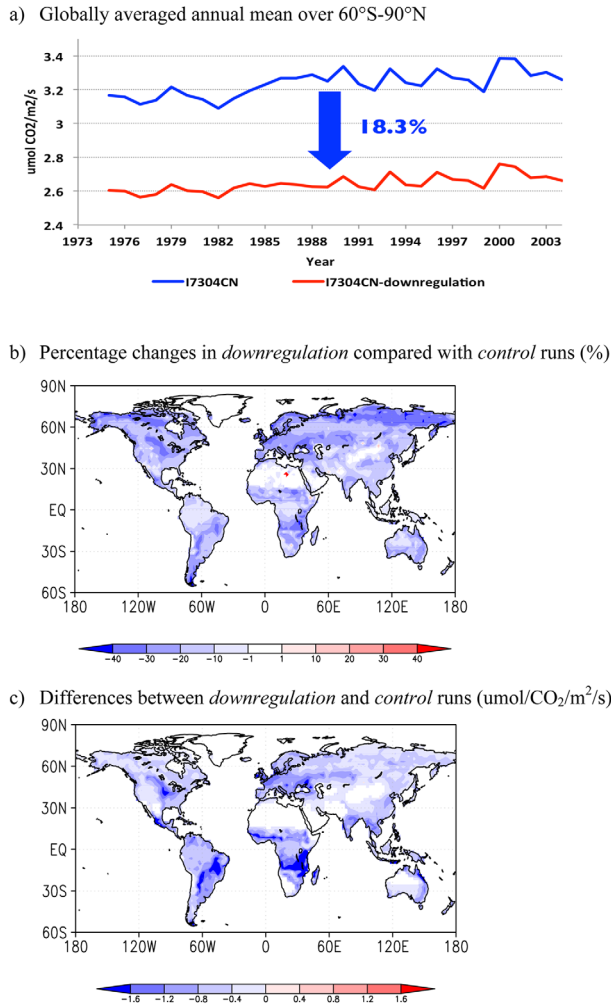 a) Globally averaged annual mean over 60°S-90°N
3.4
3.2
3
2.8
2.6
2.4
umol CO2/m2/s
18.3%
1973 1976 1979 1982 1985 1988 1991 1994 1997 2000 2003
Year
I7304CN I7304CN-downregulation
b) Percentage changes in downregulation compared with control runs (%)
90N
60N
30N
EQ
30S
60S
180 120W 60W 0 60E 120E 180
-40 -30 -20 -10 -1 1 10 20 30 40
c) Differences between downregulation and control runs (umol/CO₂/m²/s)
90N
60N
30N
EQ
30S
60S
180 120W 60W 0 60E 120E 180
-1.6 -1.2 -0.8 -0.4 0 0.4 0.8 1.2 1.6